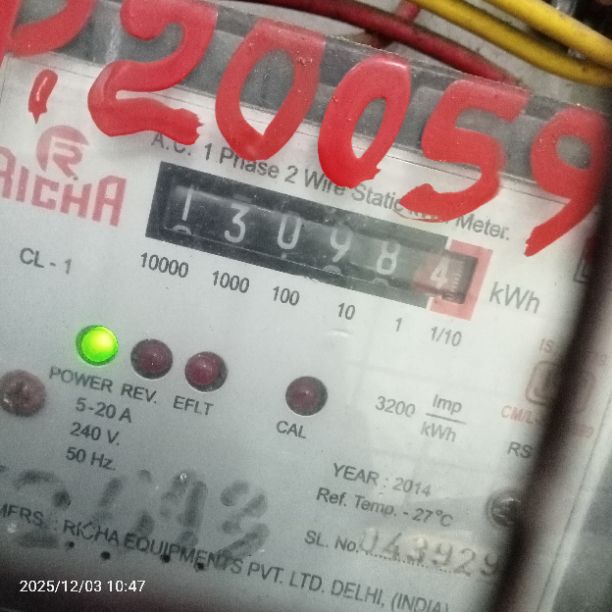 P.20059
RICHA
A.C. 1 Phase 2 Wire Static Meter.
1 3 0 9 8 4 kWh
10000 1000 100 10 1 1/10
CL - 1
POWER REV. EFLT CAL
3200 Imp/kWh
5-20 A
240 V.
50 Hz.
YEAR : 2014
Ref. Temp. - 27°C
SL. No. 043929
MFRS. : RICHA EQUIPMENTS PVT. LTD. DELHI, (INDIA)
2025/12/03 10:47